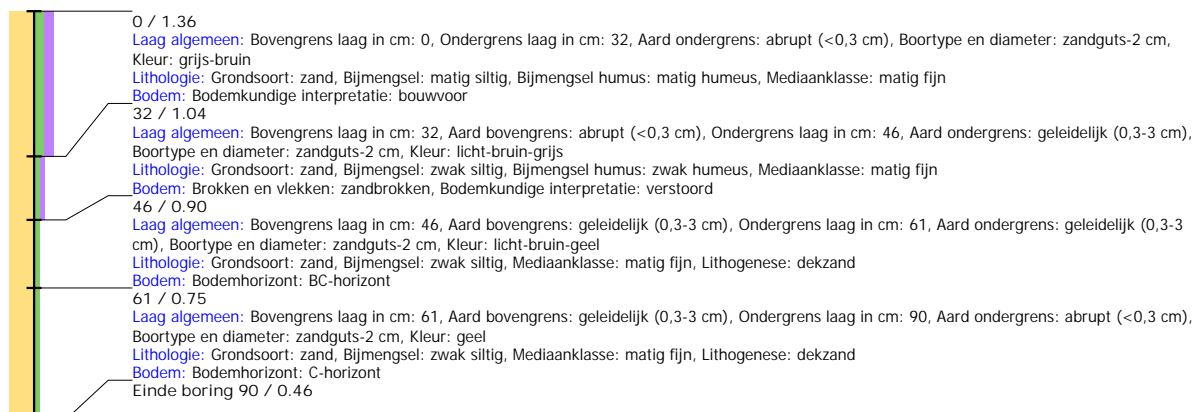 0 / 1.36
Laag algemeen: Bovengrens laag in cm: 0, Ondergrens laag in cm: 32, Aard ondergrens: abrupt (<0,3 cm), Boortype en diameter: zandguts-2 cm,
Kleur: grijs-bruin
Lithologie: Grondsoort: zand, Bijmengsel: matig siltig, Bijmengsel humus: matig humeus, Mediaanklasse: matig fijn
Bodem: Bodemkundige interpretatie: bouwvoor
32 / 1.04
Laag algemeen: Bovengrens laag in cm: 32, Aard bovengrens: abrupt (<0,3 cm), Ondergrens laag in cm: 46, Aard ondergrens: geleidelijk (0,3-3 cm),
Boortype en diameter: zandguts-2 cm, Kleur: licht-bruin-grijs
Lithologie: Grondsoort: zand, Bijmengsel: zwak siltig, Bijmengsel humus: zwak humeus, Mediaanklasse: matig fijn
Bodem: Brokken en vlekken: zandbrokken, Bodemkundige interpretatie: verstoord
46 / 0.90
Laag algemeen: Bovengrens laag in cm: 46, Aard bovengrens: geleidelijk (0,3-3 cm), Ondergrens laag in cm: 61, Aard ondergrens: geleidelijk (0,3-3
cm), Boortype en diameter: zandguts-2 cm, Kleur: licht-bruin-geel
Lithologie: Grondsoort: zand, Bijmengsel: zwak siltig, Mediaanklasse: matig fijn, Lithogenese: dekzand
Bodem: Bodemhorizont: BC-horizont
61 / 0.75
Laag algemeen: Bovengrens laag in cm: 61, Aard bovengrens: geleidelijk (0,3-3 cm), Ondergrens laag in cm: 90, Aard ondergrens: abrupt (<0,3 cm),
Boortype en diameter: zandguts-2 cm, Kleur: geel
Lithologie: Grondsoort: zand, Bijmengsel: zwak siltig, Mediaanklasse: matig fijn, Lithogenese: dekzand
Bodem: Bodemhorizont: C-horizont
Einde boring 90 / 0.46